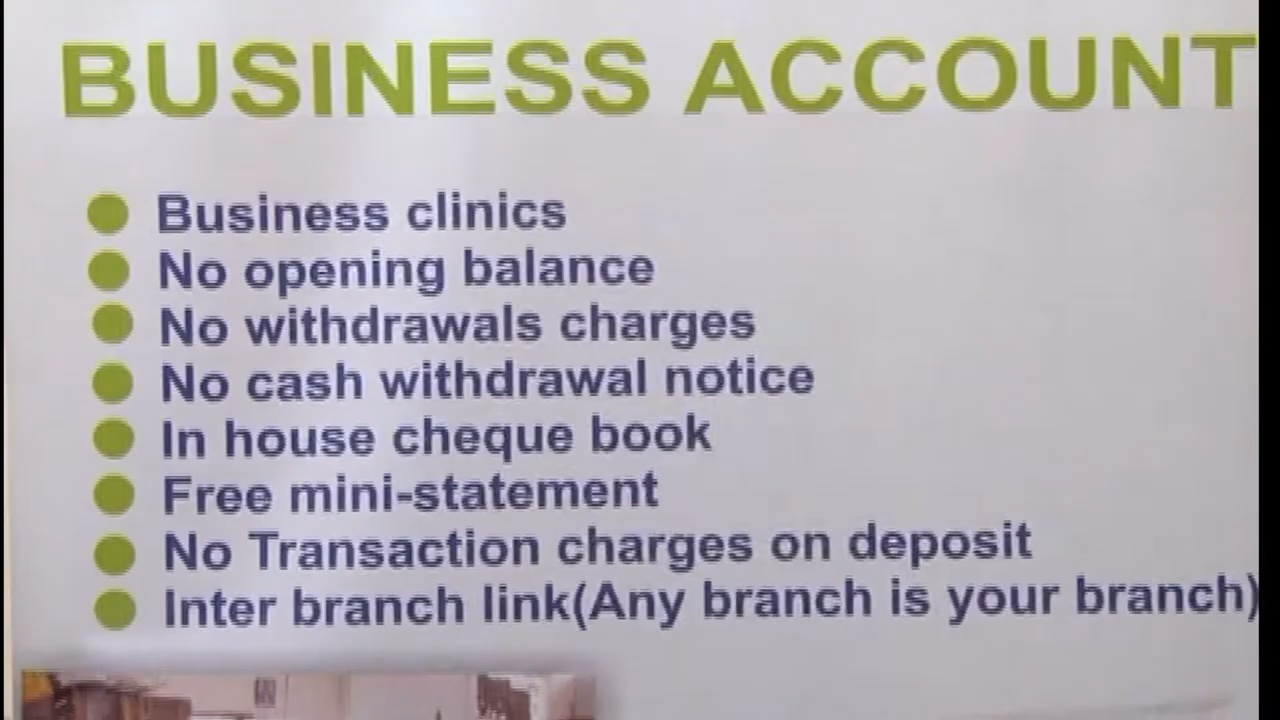 BUSINESS ACCOUNT
Business clinics
No opening balance
No withdrawals charges
No cash withdrawal notice
In house cheque book
Free mini-statement
No Transaction charges on deposit
Inter branch link(Any branch is your branch)